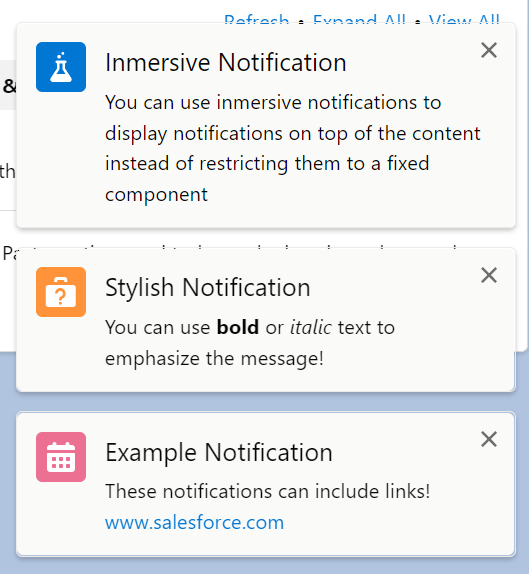 Refresh • Expand All • View All
Inmersive Notification
You can use inmersive notifications to
display notifications on top of the content
instead of restricting them to a fixed
component
&
th
Stylish Notification
You can use bold or italic text to
emphasize the message!
Example Notification
These notifications can include links!
www.salesforce.com